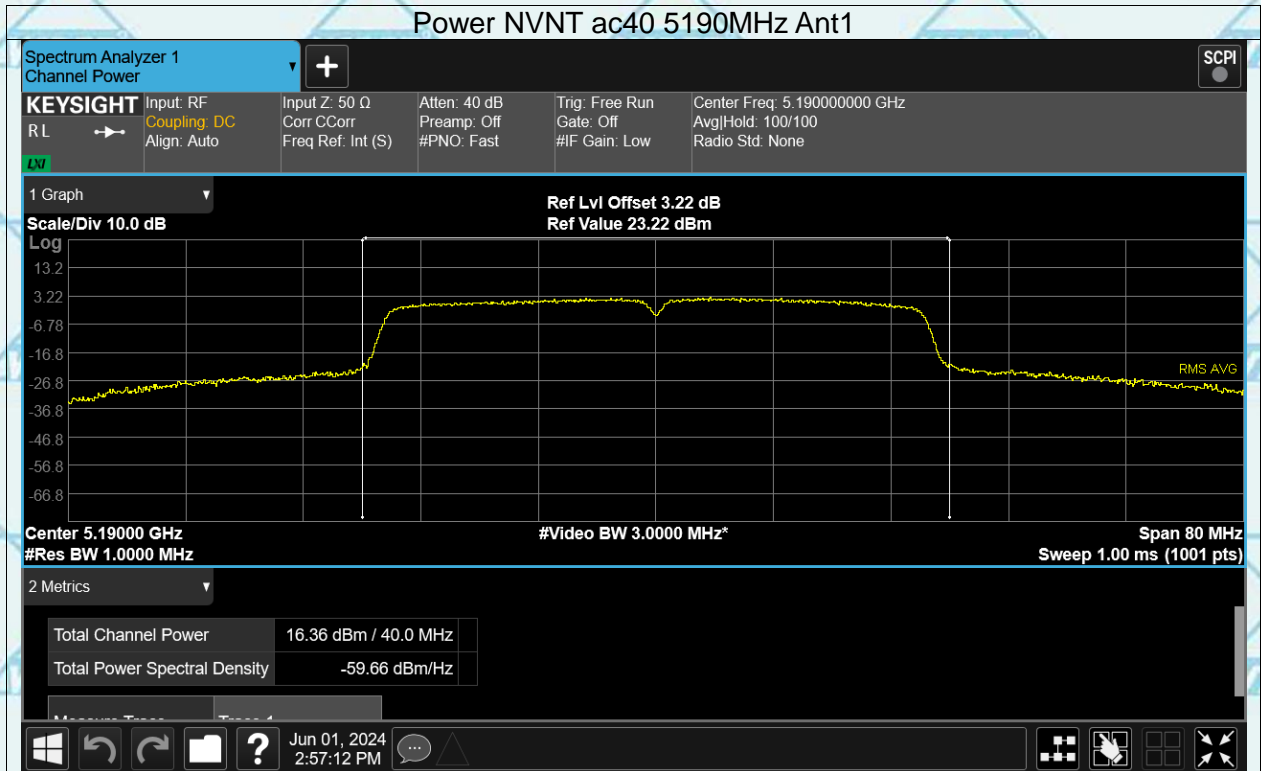 Power NVNT ac40 5190MHz Ant1
Spectrum Analyzer 1
Channel Power
SCPI
KEYSIGHT
R L
LXI
Input: RF
Coupling: DC
Align: Auto
Input Z: 50 Ω
Corr CCorr
Freq Ref: Int (S)
Atten: 40 dB
Preamp: Off
#PNO: Fast
Trig: Free Run
Gate: Off
#IF Gain: Low
Center Freq: 5.190000000 GHz
Avg|Hold: 100/100
Radio Std: None
1 Graph
Ref Lvl Offset 3.22 dB
Scale/Div 10.0 dB
Ref Value 23.22 dBm
Log
13.2
3.22
-6.78
-16.8
-26.8
-36.8
-46.8
-56.8
-66.8
RMS AVG
Center 5.19000 GHz
#Video BW 3.0000 MHz*
Span 80 MHz
#Res BW 1.0000 MHz
Sweep 1.00 ms (1001 pts)
2 Metrics
Total Channel Power 16.36 dBm / 40.0 MHz
Total Power Spectral Density -59.66 dBm/Hz
Measure Trace Trace 1
?
Jun 01, 2024
2:57:12 PM